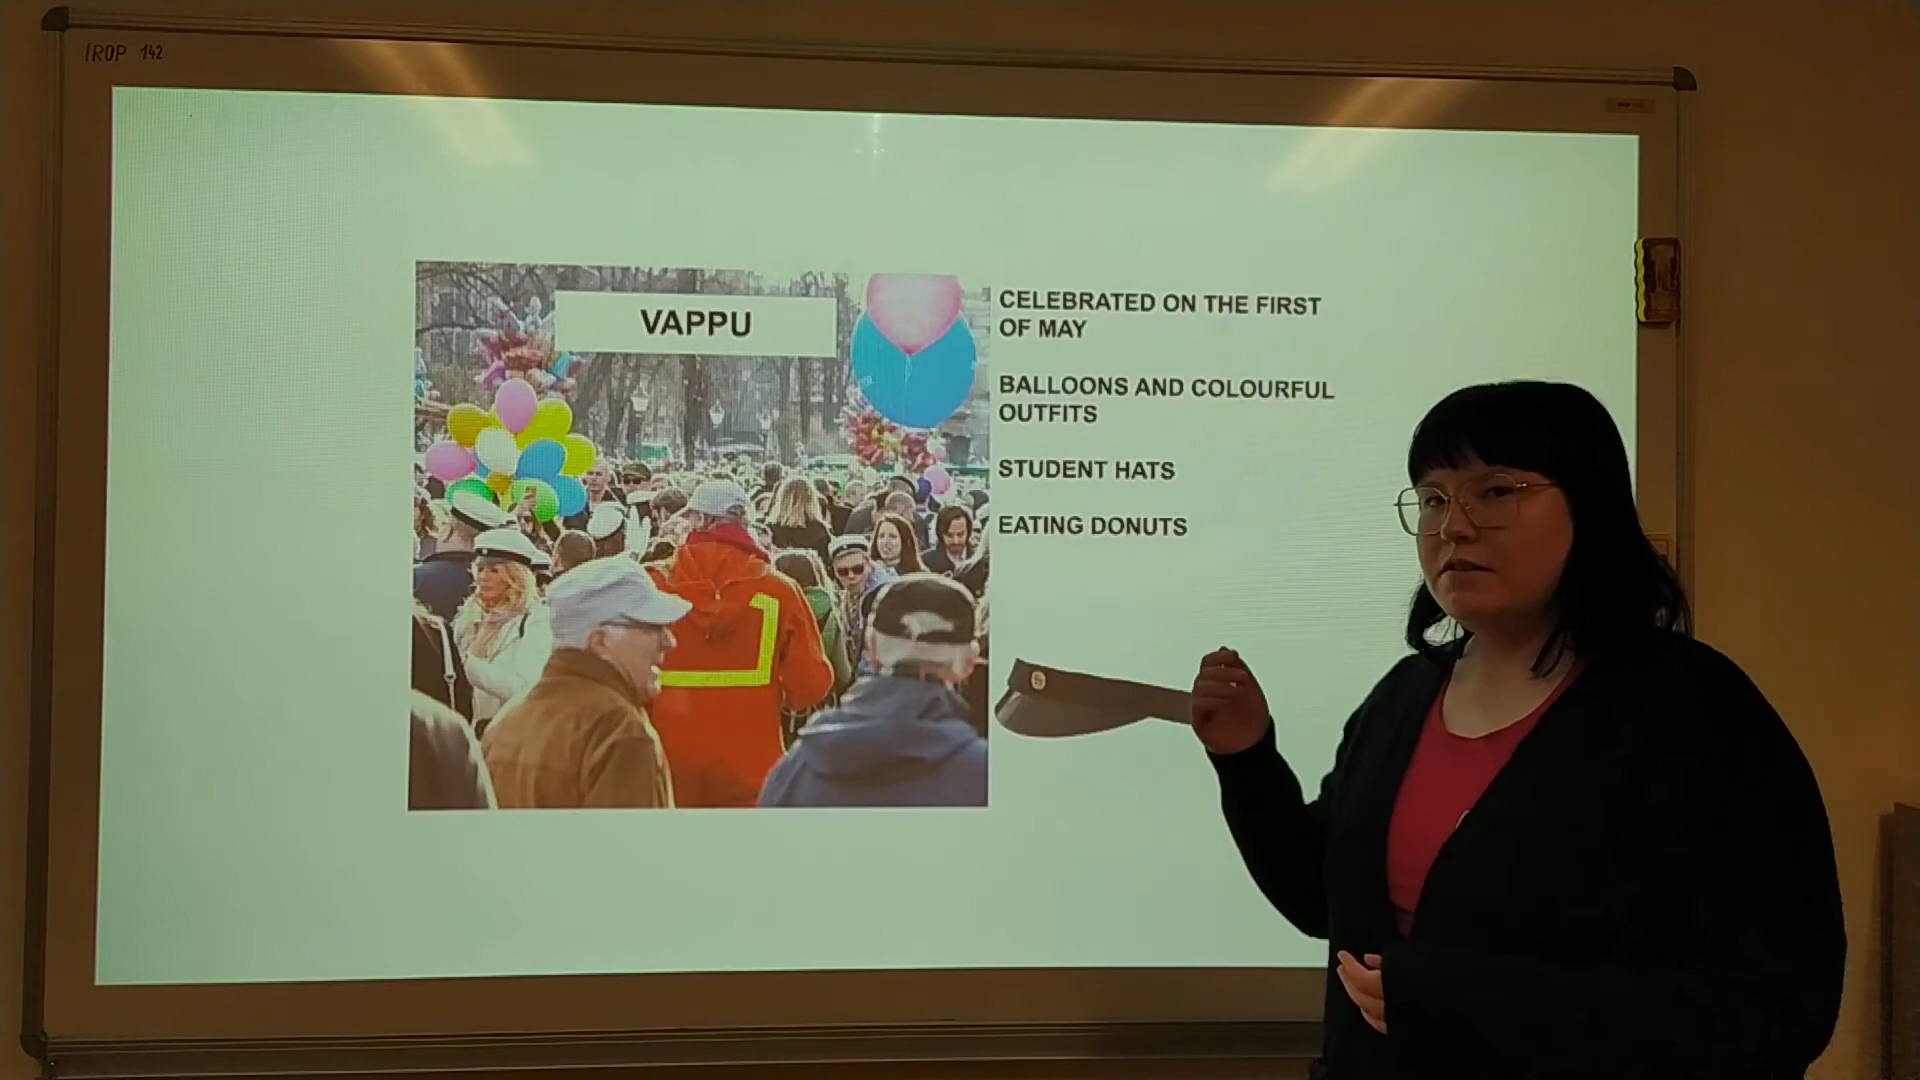 IROP 142
VAPPU
CELEBRATED ON THE FIRST
OF MAY
BALLOONS AND COLOURFUL
OUTFITS
STUDENT HATS
EATING DONUTS